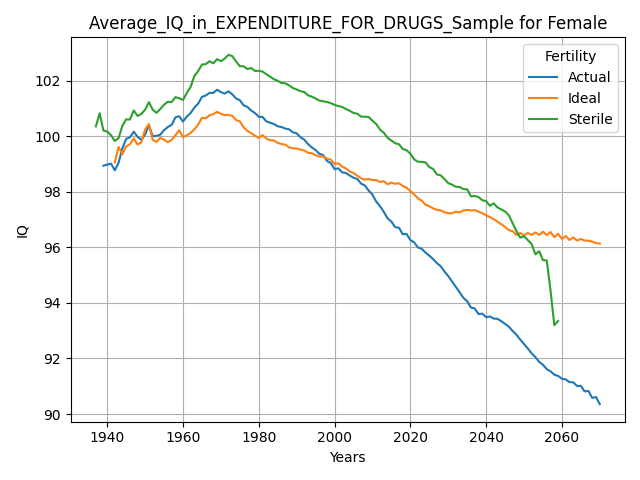 Average_IQ_in_EXPENDITURE_FOR_DRUGS_Sample for Female
Fertility
Actual
Ideal
Sterile
IQ
102
100
98
96
94
92
90
1940 1960 1980 2000 2020 2040 2060
Years